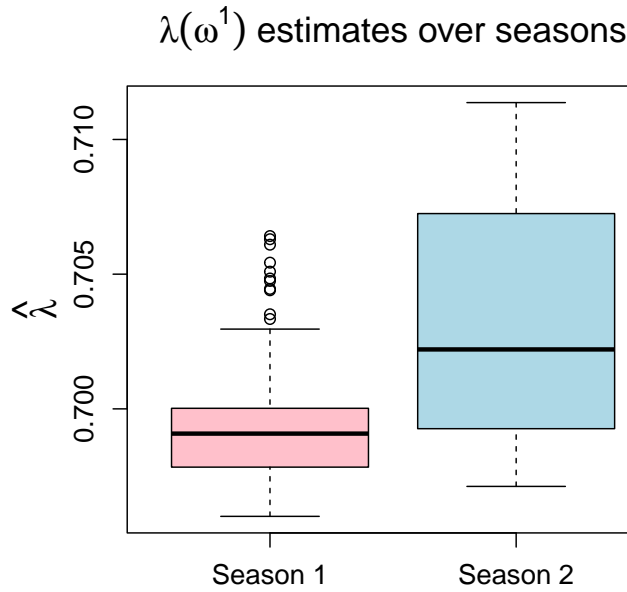 λ(ω¹) estimates over seasons
0.710
0.705
0.700
λ̂
Season 1 Season 2